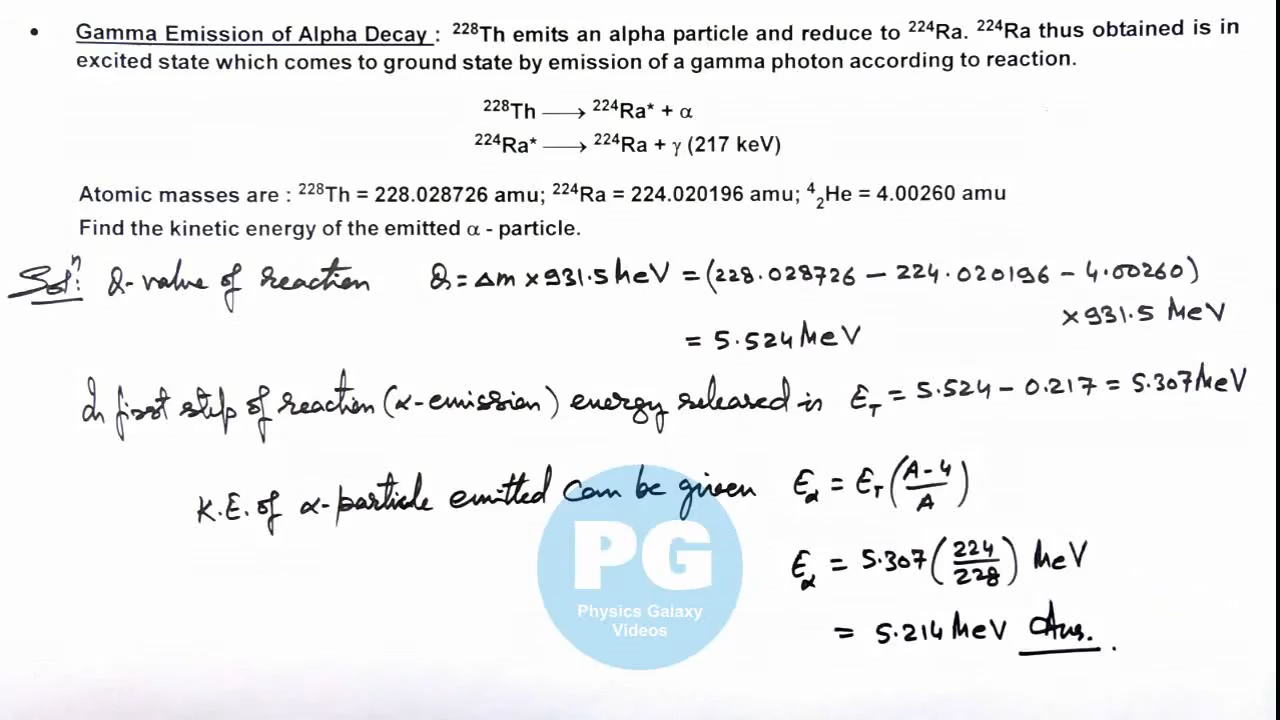 • Gamma Emission of Alpha Decay : ²²⁸Th emits an alpha particle and reduce to ²²⁴Ra. ²²⁴Ra thus obtained is in
excited state which comes to ground state by emission of a gamma photon according to reaction.
²²⁸Th ⟶ ²²⁴Ra* + α
²²⁴Ra* ⟶ ²²⁴Ra + γ (217 keV)
Atomic masses are : ²²⁸Th = 228.028726 amu; ²²⁴Ra = 224.020196 amu; ⁴₂He = 4.00260 amu
Find the kinetic energy of the emitted α - particle.
Solⁿ: Q-value of reaction Q = Δm × 931.5 MeV = (228.028726 − 224.020196 − 4.00260)
× 931.5 MeV
= 5.524 MeV
In first step of reaction (α-emission) energy released is E_T = 5.524 − 0.217 = 5.307 MeV
K.E. of α-particle emitted can be given E_α = E_T (A-4/A)
E_α = 5.307 (224/228) MeV
= 5.214 MeV Ans.
PG
Physics Galaxy
Videos